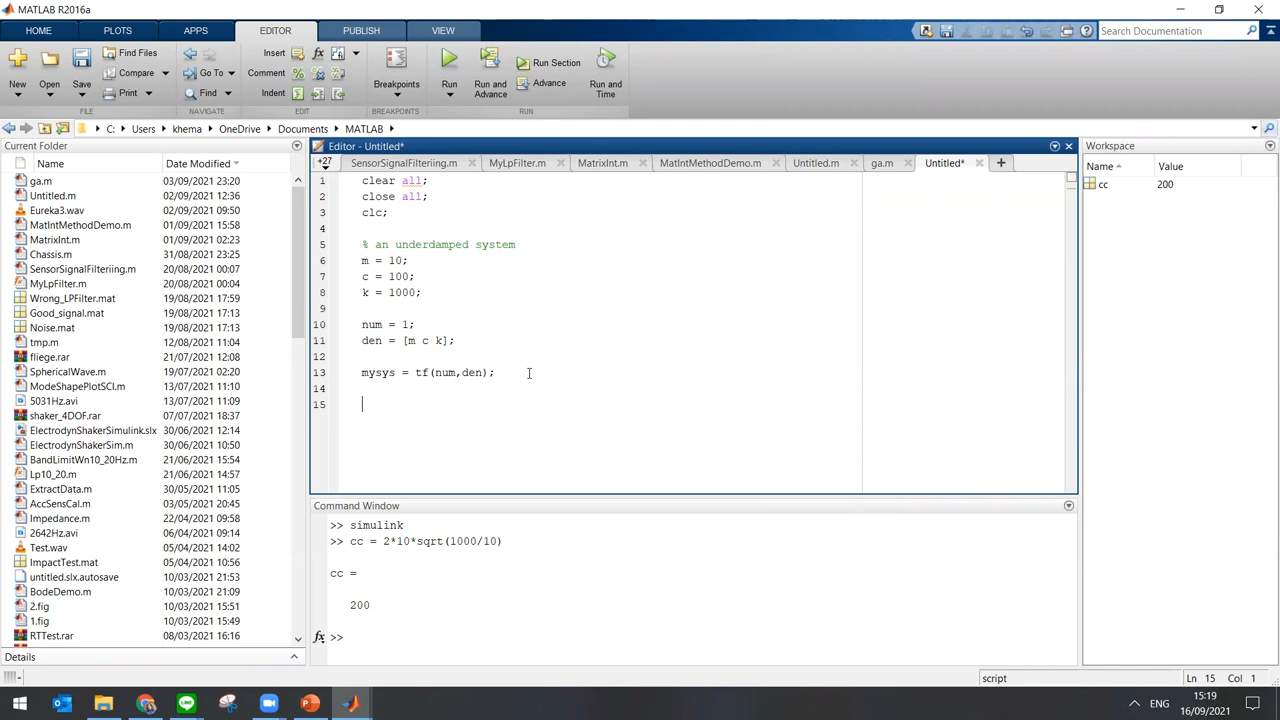 MATLAB R2016a
HOME PLOTS APPS EDITOR PUBLISH VIEW
Search Documentation
New Open Save
Find Files
Compare
Print
FILE
Go To
Find
NAVIGATE
Insert
Comment
Indent
EDIT
Breakpoints
BREAKPOINTS
Run
Run and Advance
Run Section
Advance
Run and Time
RUN
C: Users khema OneDrive Documents MATLAB
Current Folder
Name Date Modified
ga.m 03/09/2021 23:20
Untitled.m 02/09/2021 12:36
Eureka3.wav 02/09/2021 09:50
MatIntMethodDemo.m 01/09/2021 15:58
MatrixInt.m 01/09/2021 02:23
Chassis.m 31/08/2021 23:25
SensorSignalFilteriing.m 20/08/2021 00:07
MyLpFilter.m 20/08/2021 00:04
Wrong_LPFilter.mat 19/08/2021 17:59
Good_signal.mat 19/08/2021 17:13
Noise.mat 19/08/2021 17:13
tmp.m 12/08/2021 11:04
fliege.rar 21/07/2021 12:08
SphericalWave.m 21/07/2021 03:24
ModeShapePlotSCI.m 13/07/2021 17:10
5031Hz.avi 13/07/2021 11:09
shaker_4DOF.rar 07/07/2021 18:37
ElectrodynShakerSimulink.slx 30/06/2021 12:14
ElectrodynShakerSim.m 30/06/2021 10:50
BandLimitWn10_20Hz.m 21/06/2021 17:10
Lp10_20.m 21/06/2021 14:57
ExtractData.m 30/05/2021 11:05
AccSensCal.m 03/05/2021 20:45
Impedance.m 22/04/2021 09:58
2642Hz.avi 06/04/2021 09:14
Test.wav 05/04/2021 14:02
ImpactTest.mat 05/04/2021 10:56
untitled.slx.autosave 10/03/2021 21:53
BodeDemo.m 10/03/2021 21:09
2.fig 10/03/2021 15:51
1.fig 10/03/2021 15:49
RTTest.rar 08/03/2021 16:16
Details
Editor - Untitled*
+27 SensorSignalFilteriing.m MyLpFilter.m MatrixInt.m MatIntMethodDemo.m Untitled.m ga.m Untitled*
1 clear all;
2 close all;
3 clc;
4
5 % an underdamped system
6 m = 10;
7 c = 100;
8 k = 1000;
9
10 num = 1;
11 den = [m c k];
12
13 mysys = tf(num,den);
14
15
Command Window
>> simulink
>> cc = 2*10*sqrt(1000/10)
cc =
200
fx >>
Workspace
Name Value
cc 200
script Ln 15 Col 1
ENG
15:19
16/09/2021